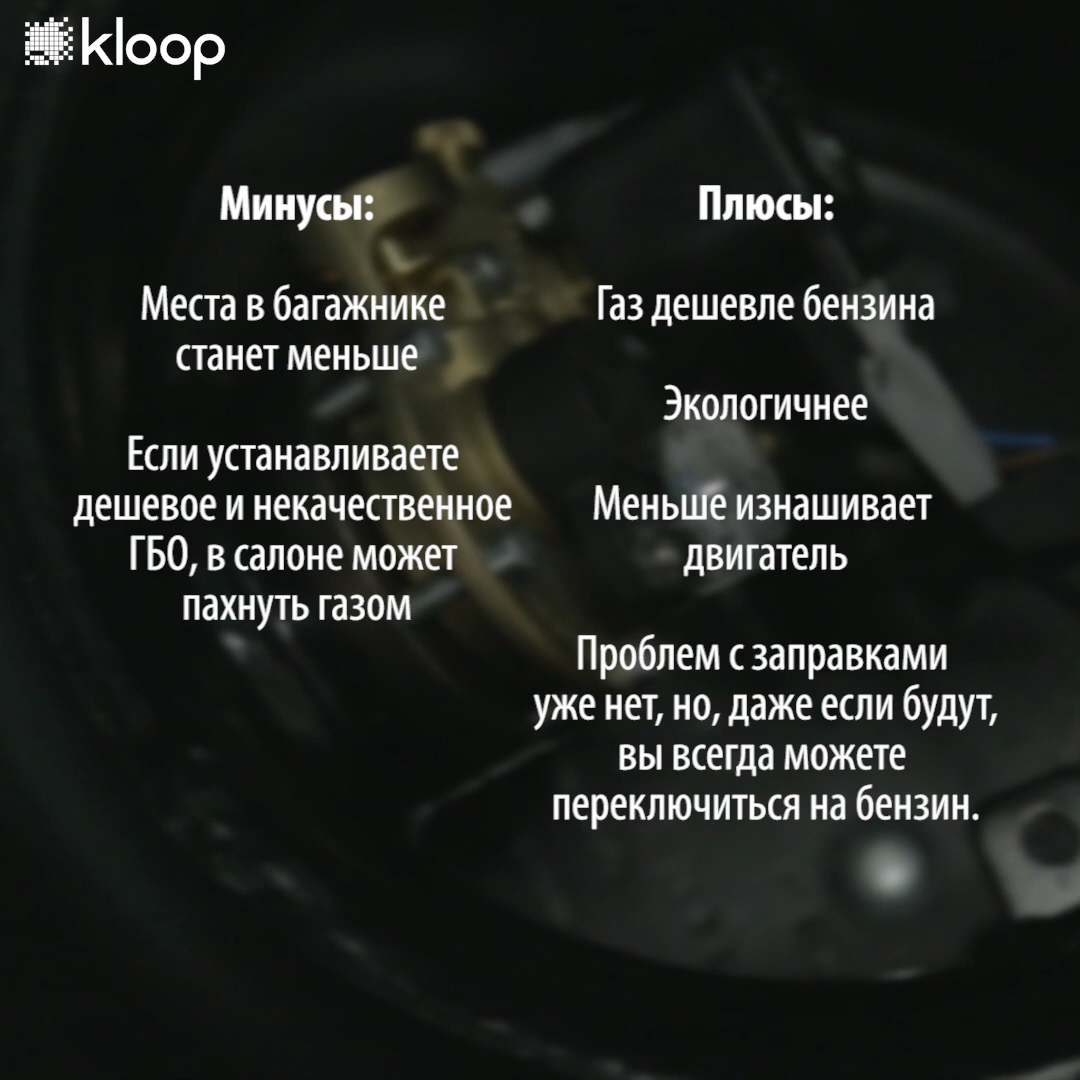 kloop
Минусы:
Места в багажнике
станет меньше
Если устанавливаете
дешевое и некачественное
ГБО, в салоне может
пахнуть газом
Плюсы:
Газ дешевле бензина
Экологичнее
Меньше изнашивает
двигатель
Проблем с заправками
уже нет, но, даже если будут,
вы всегда можете
переключиться на бензин.